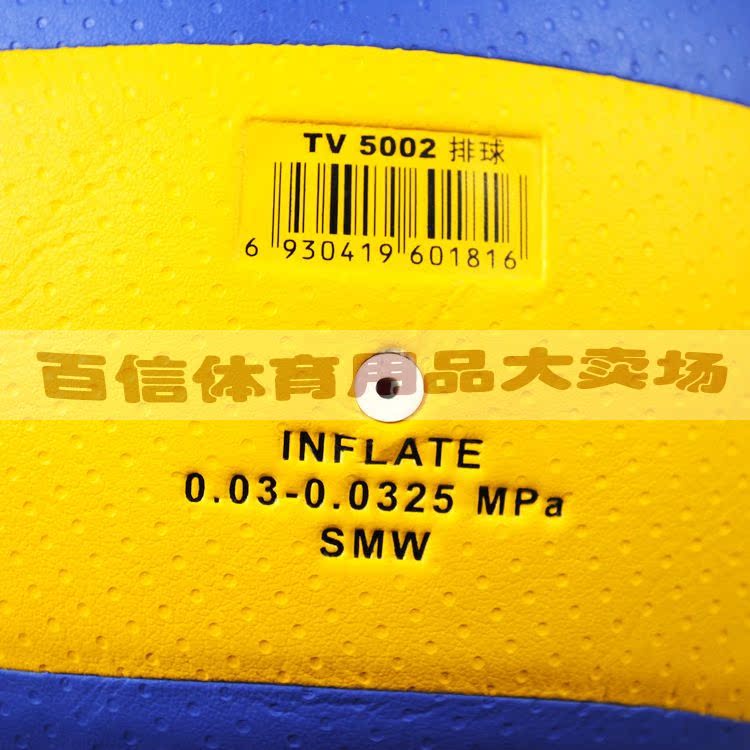 TV 5002 排球
6 930419 601816
百信体育用品大卖场
INFLATE
0.03-0.0325 MPa
SMW